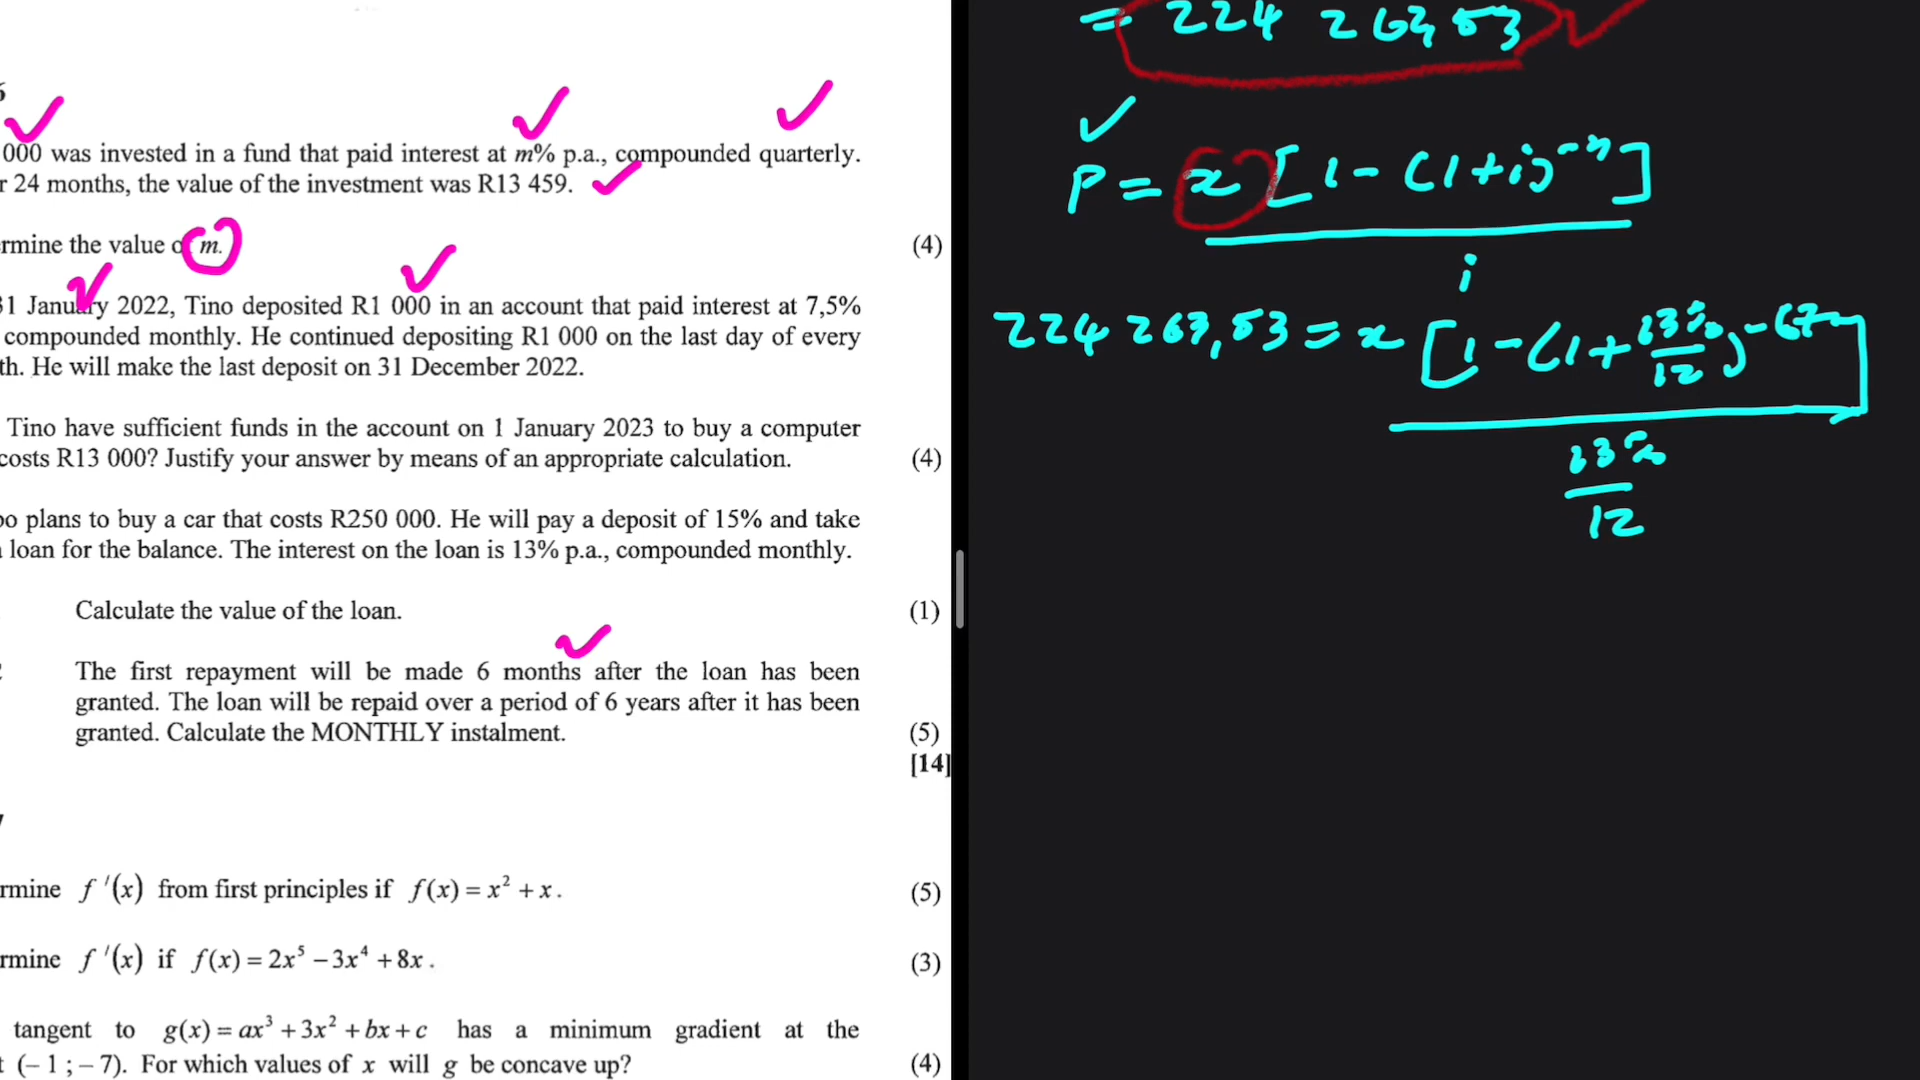 000 was invested in a fund that paid interest at m% p.a., compounded quarterly.
r 24 months, the value of the investment was R13 459.
rmine the value o m. (4)
31 January 2022, Tino deposited R1 000 in an account that paid interest at 7,5%
compounded monthly. He continued depositing R1 000 on the last day of every
th. He will make the last deposit on 31 December 2022.
Tino have sufficient funds in the account on 1 January 2023 to buy a computer
costs R13 000? Justify your answer by means of an appropriate calculation. (4)
oo plans to buy a car that costs R250 000. He will pay a deposit of 15% and take
loan for the balance. The interest on the loan is 13% p.a., compounded monthly.
Calculate the value of the loan. (1)
The first repayment will be made 6 months after the loan has been
granted. The loan will be repaid over a period of 6 years after it has been
granted. Calculate the MONTHLY instalment. (5)
[14]
rmine f ′(x) from first principles if f(x) = x² + x. (5)
rmine f ′(x) if f(x) = 2x⁵ – 3x⁴ + 8x. (3)
tangent to g(x) = ax³ + 3x² + bx + c has a minimum gradient at the
t (– 1 ; – 7). For which values of x will g be concave up? (4)
= 224 263,53
P = x [1 - (1+i)⁻ⁿ]
i
224 263,53 = x [1 - (1 + 13%/12)⁻⁶⁷]
13%
12